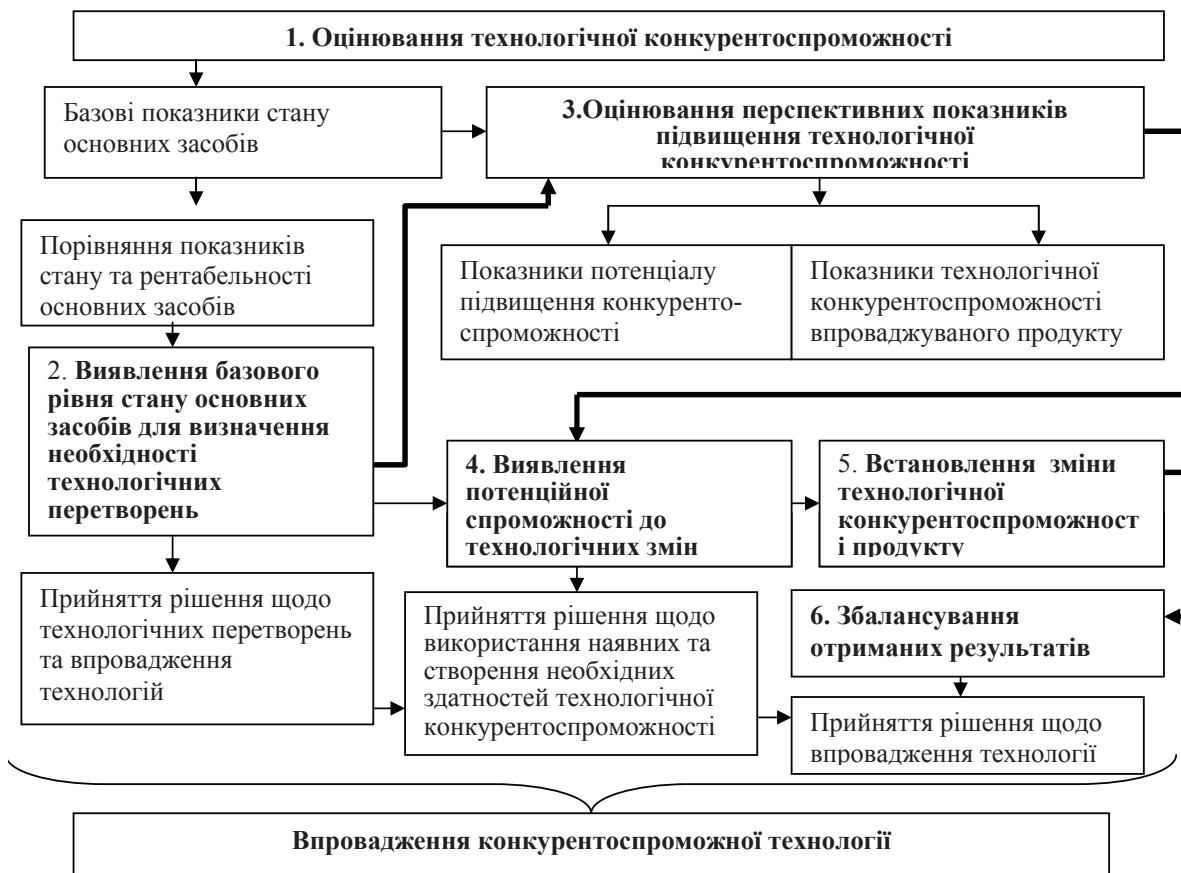 1. Оцінювання технологічної конкурентоспроможності
Базові показники стану
основних засобів
3.Оцінювання перспективних показників
підвищення технологічної
конкурентоспроможності
Порівняння показників
стану та рентабельності
основних засобів
Показники потенціалу
підвищення конкуренто-
спроможності
Показники технологічної
конкурентоспроможності
впроваджуваного продукту
2. Виявлення базового
рівня стану основних
засобів для визначення
необхідності
технологічних
перетворень
4. Виявлення
потенційної
спроможності до
технологічних змін
5. Встановлення зміни
технологічної
конкурентоспроможност
і продукту
Прийняття рішення щодо
технологічних перетворень
та впровадження
технологій
Прийняття рішення щодо
використання наявних та
створення необхідних
здатностей технологічної
конкурентоспроможності
6. Збалансування
отриманих результатів
Прийняття рішення щодо
впровадження технології
Впровадження конкурентоспроможної технології